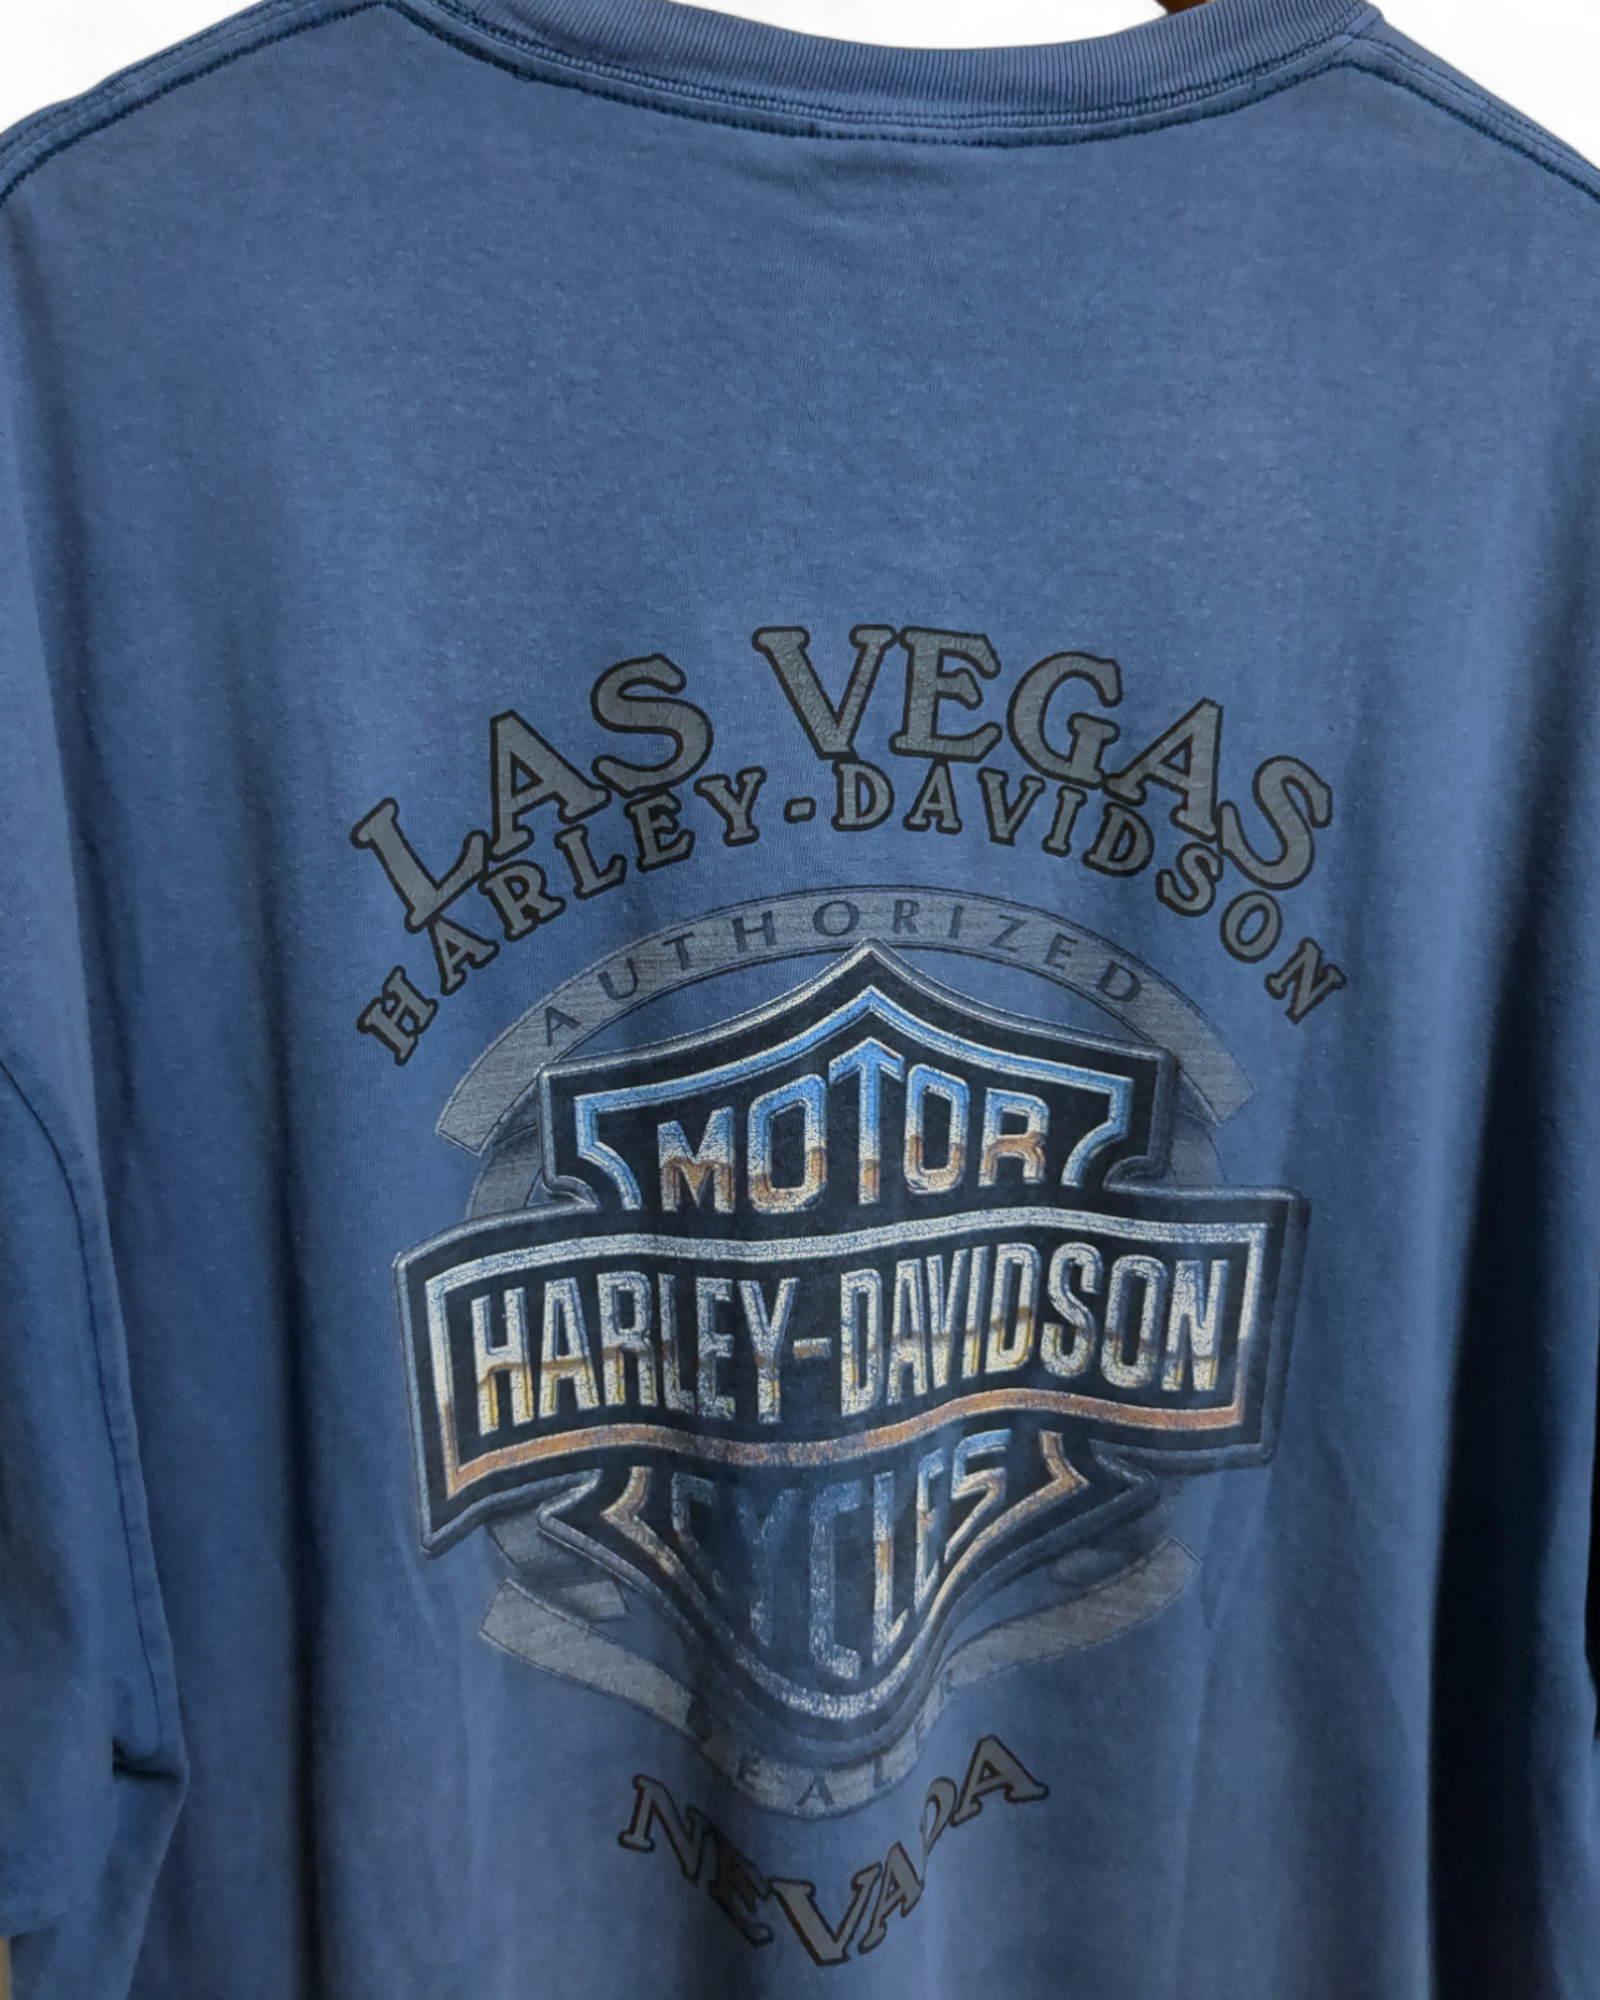 LAS VEGAS
HARLEY-DAVIDSON
AUTHORIZED
MOTOR
HARLEY-DAVIDSON
CYCLES
DEALER
NEVADA